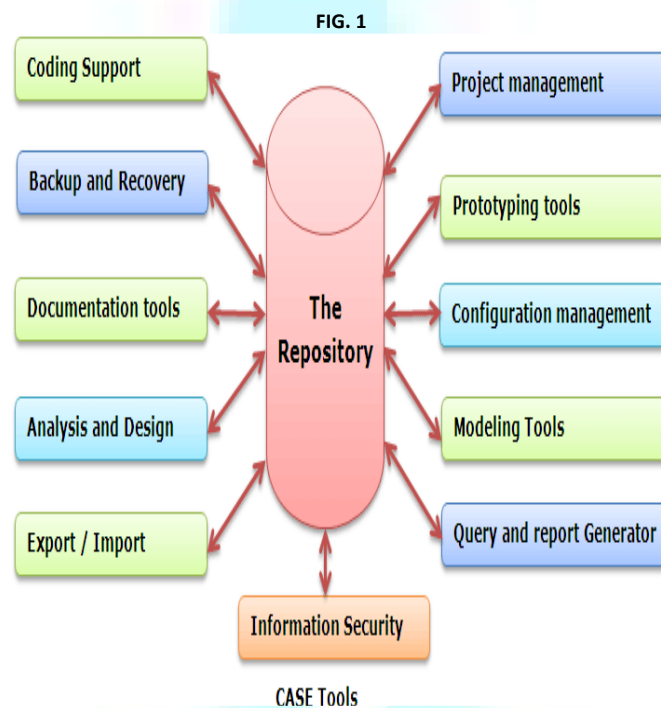 FIG. 1
Coding Support
Project management
Backup and Recovery
Prototyping tools
Documentation tools
The
Repository
Configuration management
Analysis and Design
Modeling Tools
Export / Import
Query and report Generator
Information Security
CASE Tools